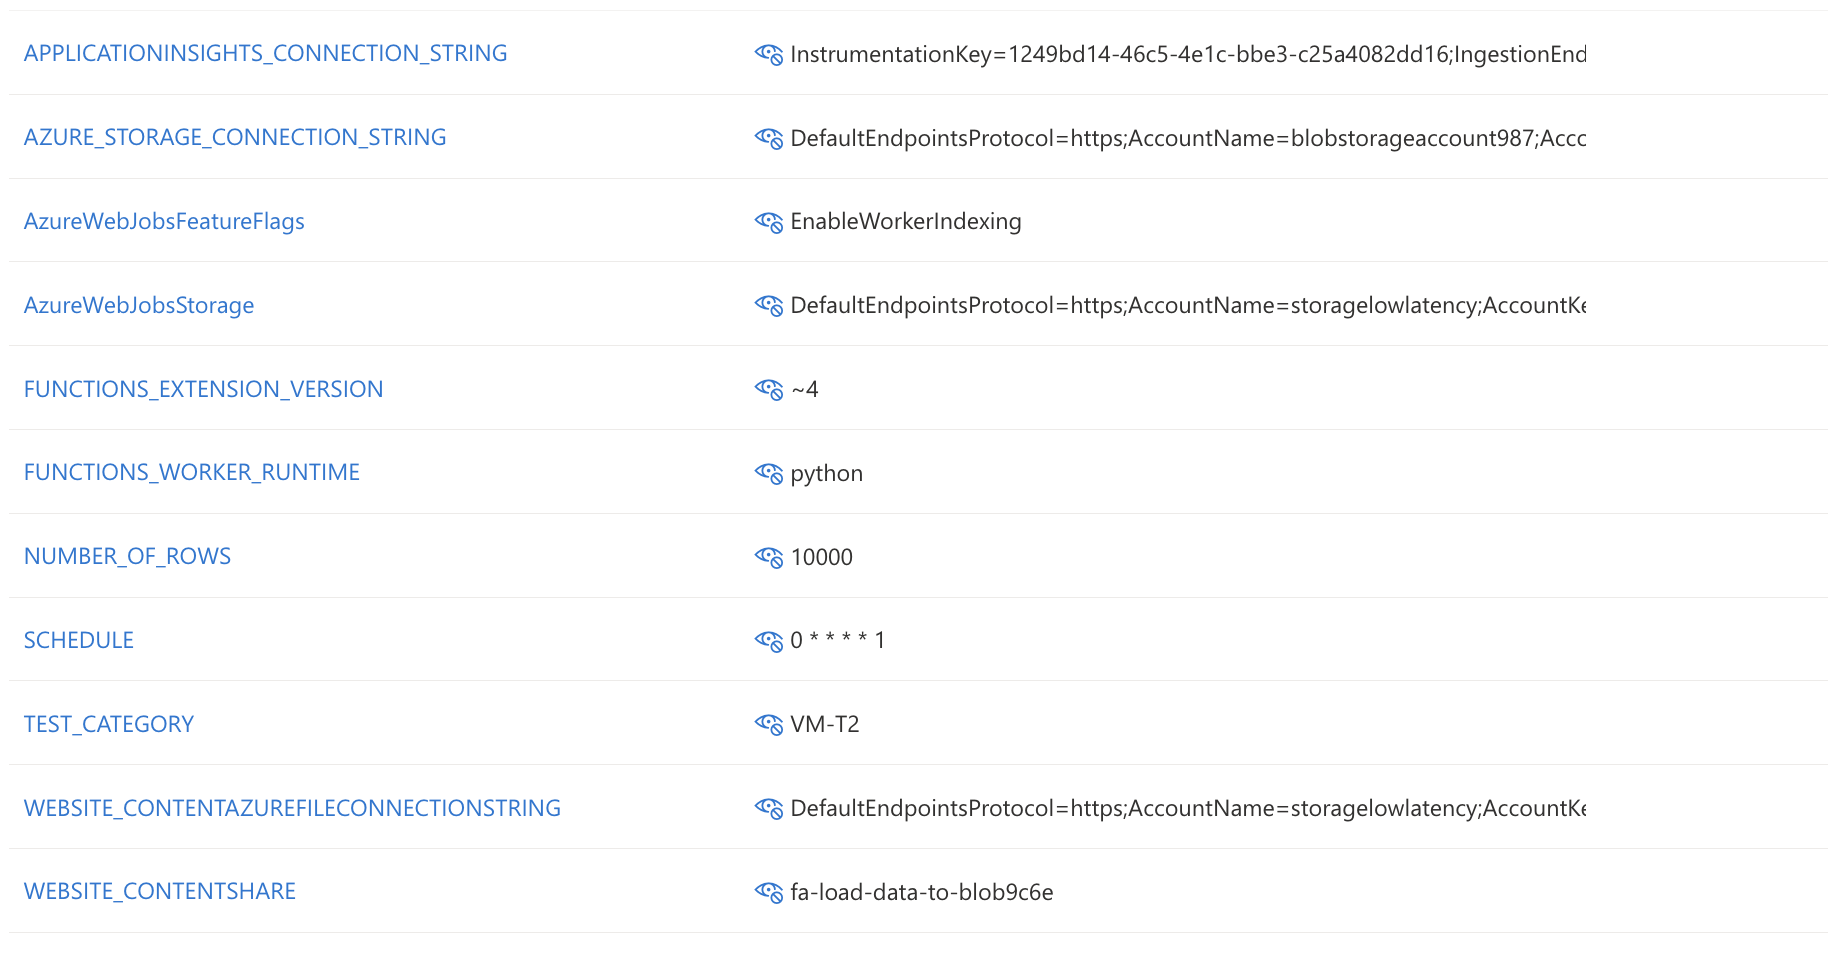 APPLICATIONINSIGHTS_CONNECTION_STRING InstrumentationKey=1249bd14-46c5-4e1c-bbe3-c25a4082dd16;IngestionEnd
AZURE_STORAGE_CONNECTION_STRING DefaultEndpointsProtocol=https;AccountName=blobstorageaccount987;Accc
AzureWebJobsFeatureFlags EnableWorkerIndexing
AzureWebJobsStorage DefaultEndpointsProtocol=https;AccountName=storagelowlatency;AccountKe
FUNCTIONS_EXTENSION_VERSION ~4
FUNCTIONS_WORKER_RUNTIME python
NUMBER_OF_ROWS 10000
SCHEDULE 0 * * * * 1
TEST_CATEGORY VM-T2
WEBSITE_CONTENTAZUREFILECONNECTIONSTRING DefaultEndpointsProtocol=https;AccountName=storagelowlatency;AccountKe
WEBSITE_CONTENTSHARE fa-load-data-to-blob9c6e